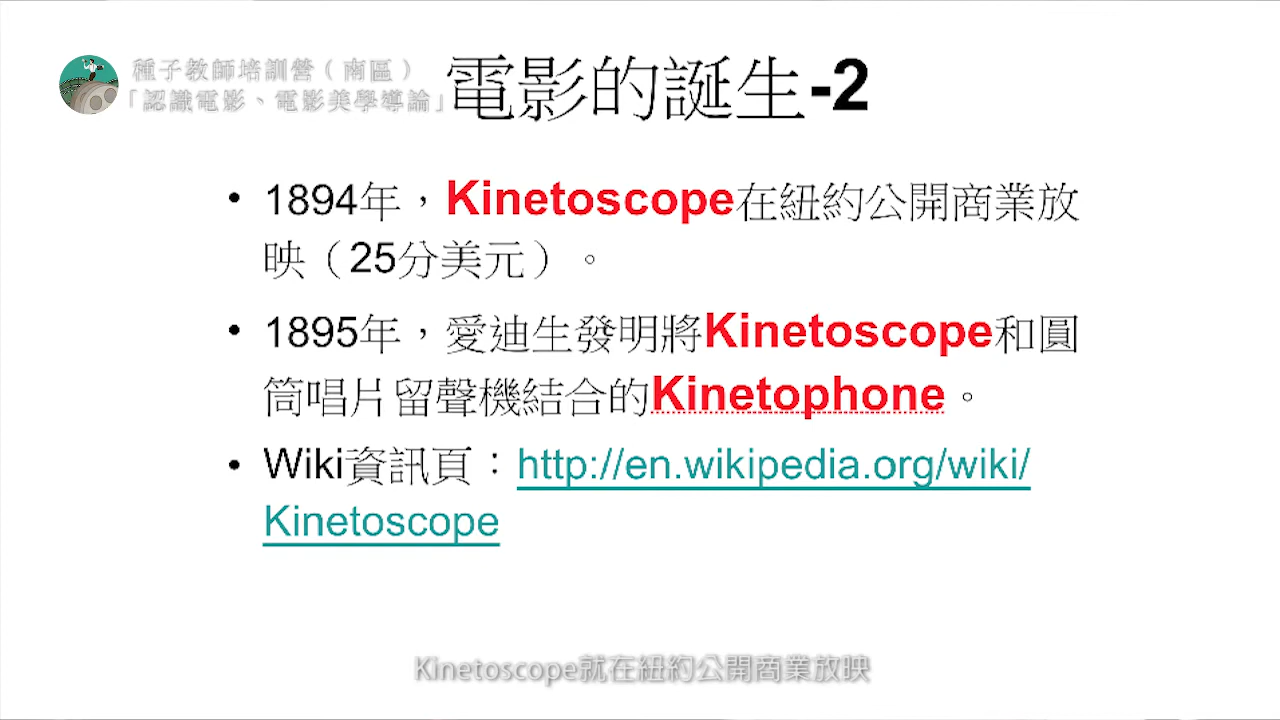 種子教師培訓營（南區）
「認識電影、電影美學導論」
電影的誕生-2
• 1894年，Kinetoscope在紐約公開商業放
映（25分美元）。
• 1895年，愛迪生發明將Kinetoscope和圓
筒唱片留聲機結合的Kinetophone。
• Wiki資訊頁：http://en.wikipedia.org/wiki/
Kinetoscope
Kinetoscope就在紐約公開商業放映